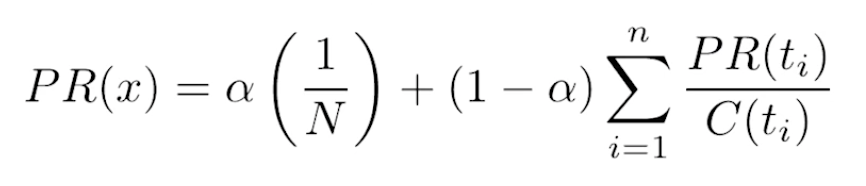 PR(x) = α (1/N) + (1 − α) ∑_{i=1}^{n} PR(t_i)/C(t_i)